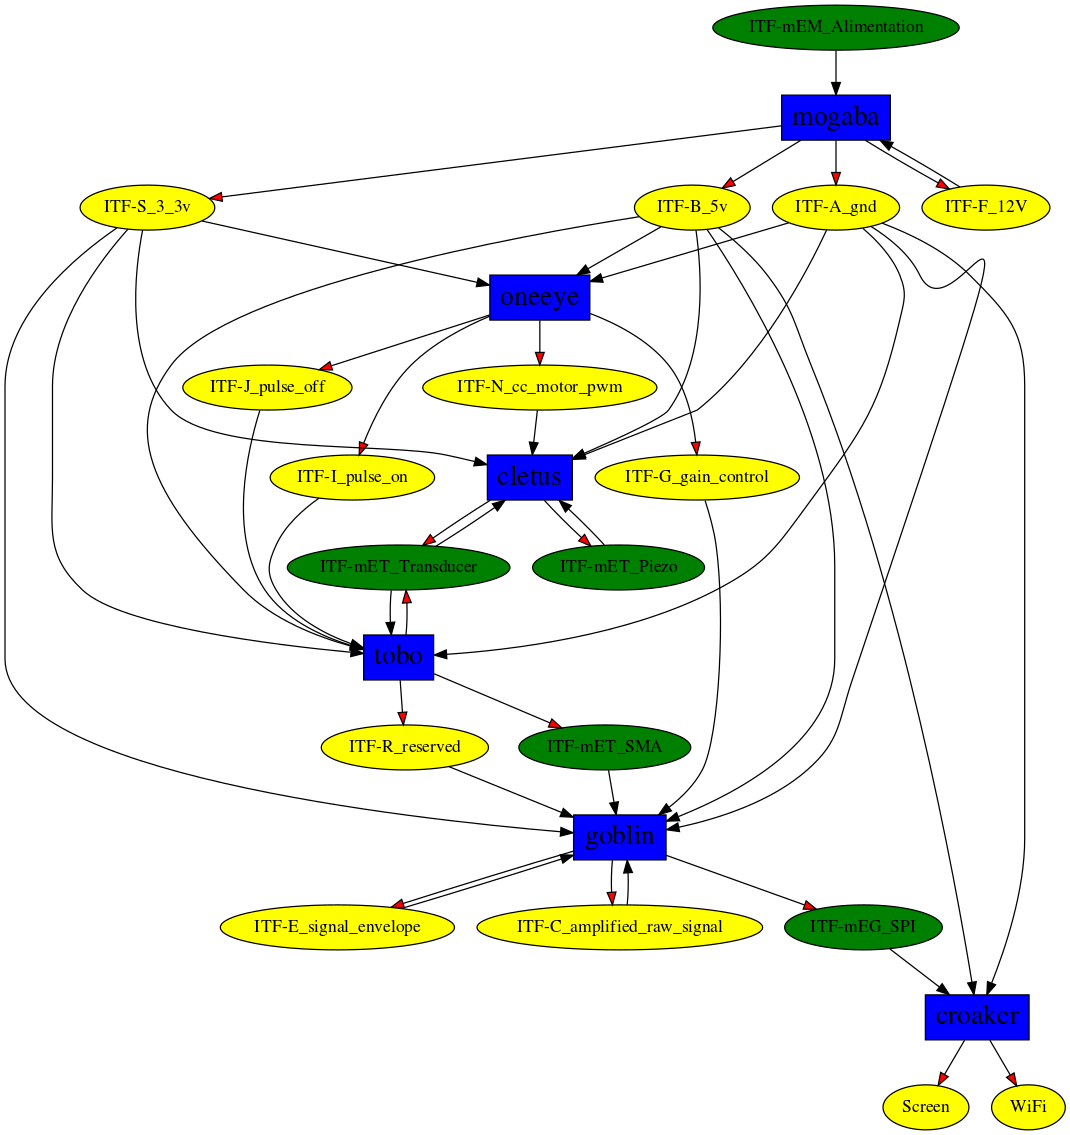 ITF-mEM_Alimentation
mogaba
ITF-S_3_3v
ITF-B_5v
ITF-A_gnd
ITF-F_12V
oneeye
ITF-J_pulse_off
ITF-N_cc_motor_pwm
ITF-I_pulse_on
cletus
ITF-G_gain_control
ITF-mET_Transducer
ITF-mET_Piezo
tobo
ITF-R_reserved
ITF-mET_SMA
goblin
ITF-E_signal_envelope
ITF-C_amplified_raw_signal
ITF-mEG_SPI
croaker
Screen
WiFi